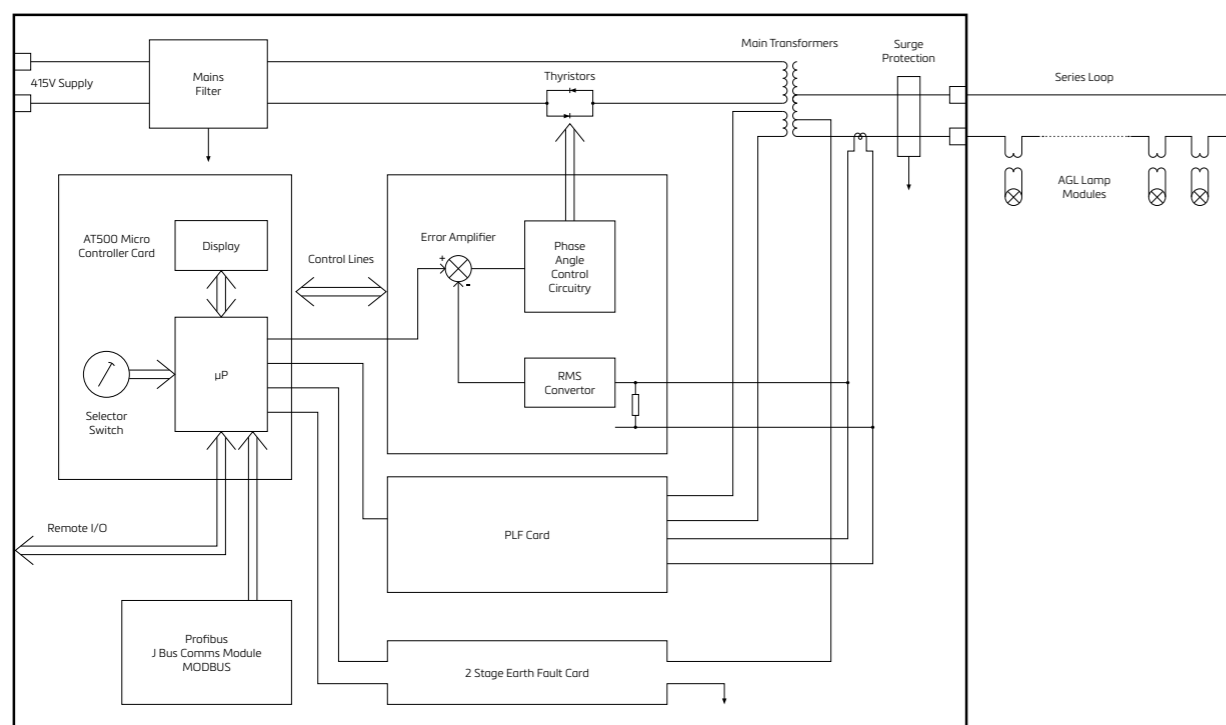 Main Transformers
Surge
Protection
415V Supply
Mains
Filter
Thyristors
Series Loop
AGL Lamp
Modules
AT500 Micro
Controller Card
Display
Control Lines
Error Amplifier
+
-
Phase
Angle
Control
Circuitry
µP
Selector
Switch
RMS
Convertor
Remote I/O
PLF Card
Profibus
J Bus Comms Module
MODBUS
2 Stage Earth Fault Card